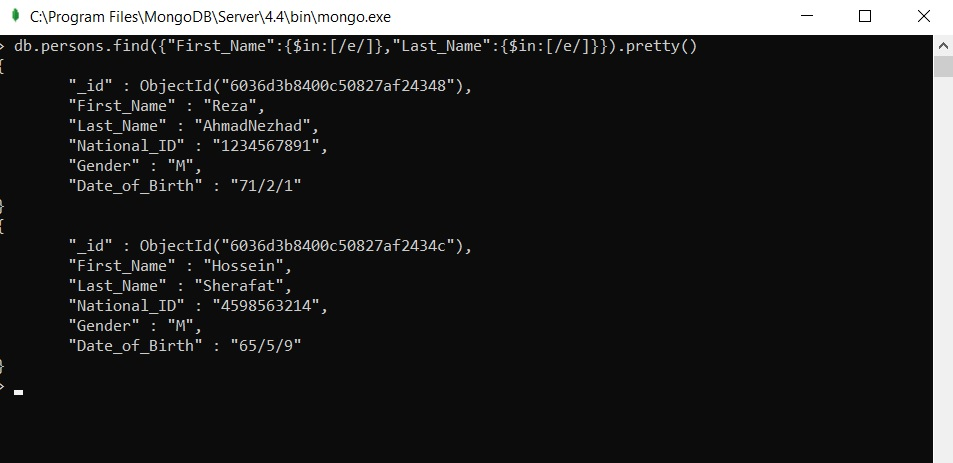 C:\Program Files\MongoDB\Server\4.4\bin\mongo.exe
> db.persons.find({"First_Name":{$in:[/e/]},"Last_Name":{$in:[/e/]}}).pretty()
{
"_id" : ObjectId("6036d3b8400c50827af24348"),
"First_Name" : "Reza",
"Last_Name" : "AhmadNezhad",
"National_ID" : "1234567891",
"Gender" : "M",
"Date_of_Birth" : "71/2/1"
}
{
"_id" : ObjectId("6036d3b8400c50827af2434c"),
"First_Name" : "Hossein",
"Last_Name" : "Sherafat",
"National_ID" : "4598563214",
"Gender" : "M",
"Date_of_Birth" : "65/5/9"
}
>